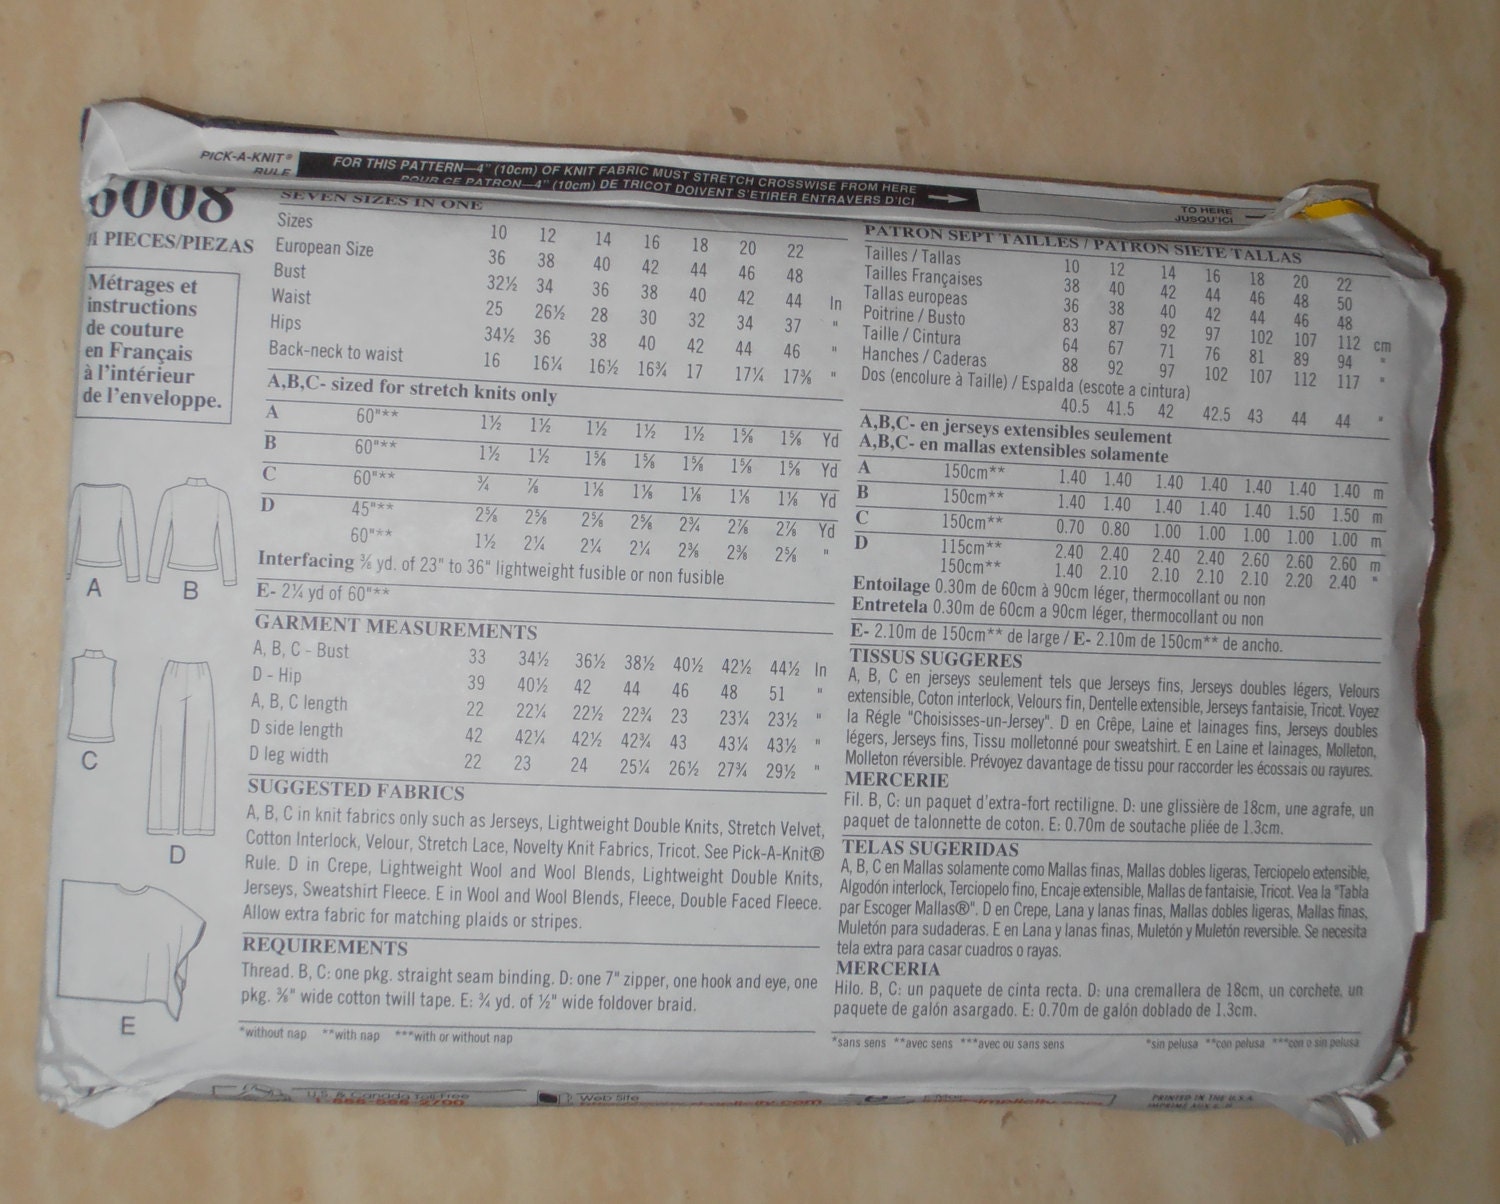 PICK-A-KNIT®
RULE
FOR THIS PATTERN—4" (10cm) OF KNIT FABRIC MUST STRETCH CROSSWISE FROM HERE
POUR CE PATRON—4" (10cm) DE TRICOT DOIVENT S'ETIRER ENTRAVERS D'ICI
TO HERE
JUSQU'ICI
PIECES/PIEZAS
Métrages et
instructions
de couture
en Français
à l'intérieur
de l'enveloppe.
A
B
C
D
E
SEVEN SIZES IN ONE
Sizes 10 12 14 16 18 20 22
European Size 36 38 40 42 44 46 48
Bust 32½ 34 36 38 40 42 44 In
Waist 25 26½ 28 30 32 34 37 "
Hips 34½ 36 38 40 42 44 46 "
Back-neck to waist 16 16¼ 16½ 16¾ 17 17¼ 17⅜ "
A,B,C- sized for stretch knits only
A 60"** 1½ 1½ 1½ 1½ 1½ 1⅝ 1⅝ Yd
B 60"** 1½ 1½ 1⅝ 1⅝ 1⅝ 1⅝ 1⅝ Yd
C 60"** ¾ ⅞ 1⅛ 1⅛ 1⅛ 1⅛ 1⅛ Yd
D 45"** 2⅝ 2⅝ 2⅝ 2⅝ 2¾ 2⅞ 2⅞ Yd
60"** 1½ 2¼ 2¼ 2¼ 2⅜ 2⅜ 2⅝ "
Interfacing ⅜ yd. of 23" to 36" lightweight fusible or non fusible
E- 2¼ yd of 60"**
GARMENT MEASUREMENTS
A, B, C - Bust 33 34½ 36½ 38½ 40½ 42½ 44½ In
D - Hip 39 40½ 42 44 46 48 51 "
A, B, C length 22 22¼ 22½ 22¾ 23 23¼ 23½ "
D side length 42 42¼ 42½ 42¾ 43 43¼ 43½ "
D leg width 22 23 24 25¼ 26½ 27¾ 29½ "
SUGGESTED FABRICS
A, B, C in knit fabrics only such as Jerseys, Lightweight Double Knits, Stretch Velvet,
Cotton Interlock, Velour, Stretch Lace, Novelty Knit Fabrics, Tricot. See Pick-A-Knit®
Rule. D in Crepe, Lightweight Wool and Wool Blends, Lightweight Double Knits,
Jerseys, Sweatshirt Fleece. E in Wool and Wool Blends, Fleece, Double Faced Fleece.
Allow extra fabric for matching plaids or stripes.
REQUIREMENTS
Thread. B, C: one pkg. straight seam binding. D: one 7" zipper, one hook and eye, one
pkg. ⅜" wide cotton twill tape. E: ¾ yd. of ½" wide foldover braid.
*without nap **with nap ***with or without nap
PATRON SEPT TAILLES / PATRON SIETE TALLAS
Tailles / Tallas 10 12 14 16 18 20 22
Tailles Françaises 38 40 42 44 46 48 50
Tallas europeas 36 38 40 42 44 46 48
Poitrine / Busto 83 87 92 97 102 107 112 cm
Taille / Cintura 64 67 71 76 81 89 94 "
Hanches / Caderas 88 92 97 102 107 112 117 "
Dos (encolure à Taille) / Espalda (escote a cintura)
40.5 41.5 42 42.5 43 44 44 "
A,B,C- en jerseys extensibles seulement
A,B,C- en mallas extensibles solamente
A 150cm** 1.40 1.40 1.40 1.40 1.40 1.40 1.40 m
B 150cm** 1.40 1.40 1.40 1.40 1.40 1.50 1.50 m
C 150cm** 0.70 0.80 1.00 1.00 1.00 1.00 1.00 m
D 115cm** 2.40 2.40 2.40 2.40 2.60 2.60 2.60 m
150cm** 1.40 2.10 2.10 2.10 2.10 2.20 2.40 "
Entoilage 0.30m de 60cm à 90cm léger, thermocollant ou non
Entretela 0.30m de 60cm a 90cm léger, thermocollant ou non
E- 2.10m de 150cm** de large / E- 2.10m de 150cm** de ancho.
TISSUS SUGGERES
A, B, C en jerseys seulement tels que Jerseys fins, Jerseys doubles légers, Velours
extensible, Coton interlock, Velours fin, Dentelle extensible, Jerseys fantaisie, Tricot. Voyez
la Régle "Choisisses-un-Jersey". D en Crêpe, Laine et lainages fins, Jerseys doubles
légers, Jerseys fins, Tissu molletonné pour sweatshirt. E en Laine et lainages, Molleton,
Molleton réversible. Prévoyez davantage de tissu pour raccorder les écossais ou rayures.
MERCERIE
Fil. B, C: un paquet d'extra-fort rectiligne. D: une glissière de 18cm, une agrafe, un
paquet de talonnette de coton. E: 0.70m de soutache pliée de 1.3cm.
TELAS SUGERIDAS
A, B, C en Mallas solamente como Mallas finas, Mallas dobles ligeras, Terciopelo extensible,
Algodón interlock, Terciopelo fino, Encaje extensible, Mallas de fantaisie, Tricot. Vea la "Tabla
par Escoger Mallas®". D en Crepe, Lana y lanas finas, Mallas dobles ligeras, Mallas finas,
Muletón para sudaderas. E en Lana y lanas finas, Muletón y Muletón reversible. Se necesita
tela extra para casar cuadros o rayas.
MERCERIA
Hilo. B, C: un paquete de cinta recta. D: una cremallera de 18cm, un corchete, un
paquete de galón asargado. E: 0.70m de galón doblado de 1.3cm.
*sans sens **avec sens ***avec ou sans sens
*sin pelusa **con pelusa ***con o sin pelusa
U.S. & Canada Toll-Free
Web Site
PRINTED IN THE U.S.A.